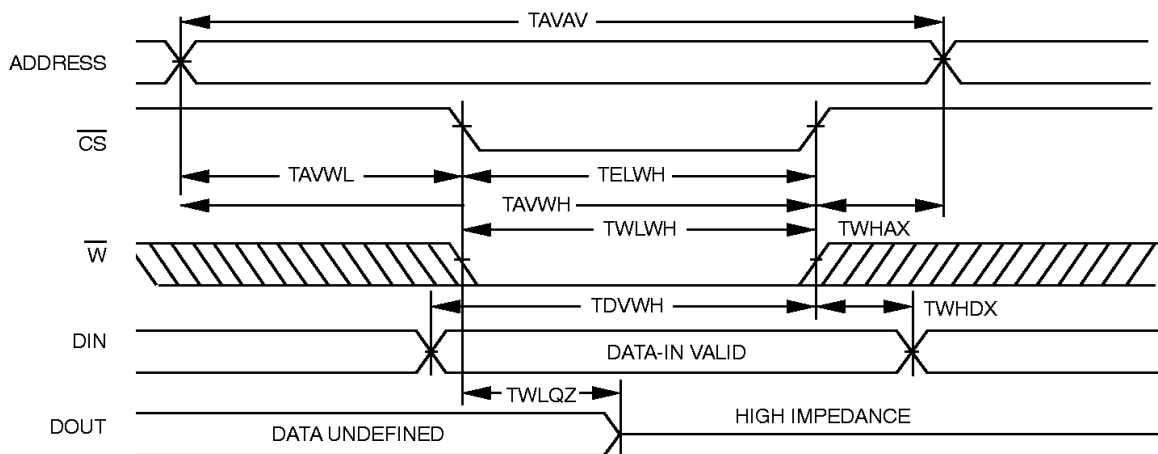 TAVAV
ADDRESS
CS
TAVWL
TELWH
TAVWH
TWLWH
TWHAX
W
TDVWH
TWHDX
DIN
DATA-IN VALID
TWLQZ
DOUT
DATA UNDEFINED
HIGH IMPEDANCE